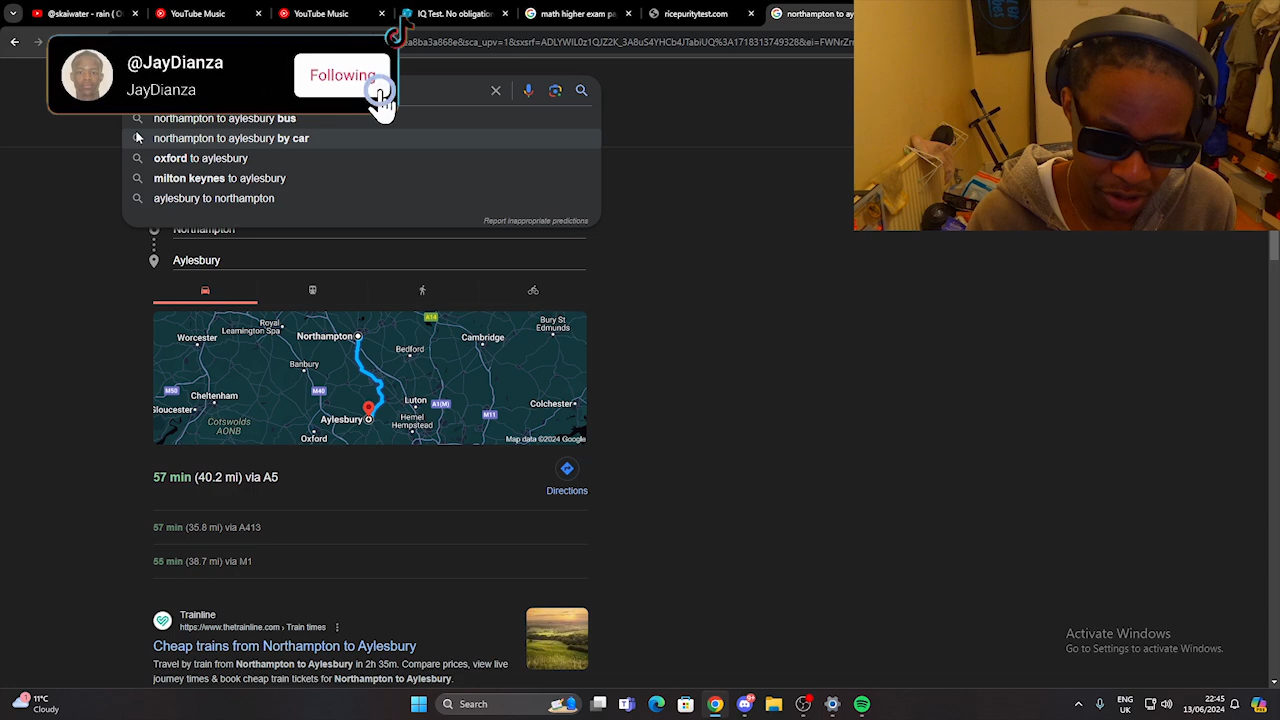 @skaiwater - rain (
YouTube Music
YouTube Music
IQ Test. No obligation
math higher exam pa
ricepuritytest.com
northampton to ay
@JayDianza
JayDianza
Following
northampton to aylesbury bus
northampton to aylesbury by car
oxford to aylesbury
milton keynes to aylesbury
aylesbury to northampton
Report inappropriate predictions
Northampton
Aylesbury
Worcester
Royal
Leamington Spa
Northampton
A14
Bury St
Edmunds
Cambridge
Bedford
Banbury
M50
M40
Cheltenham
Gloucester
Luton
A1(M)
M11
Colchester
Aylesbury
Hemel
Hempstead
Cotswolds
AONB
Oxford
Map data ©2024 Google
57 min (40.2 mi) via A5
Directions
57 min (35.8 mi) via A413
55 min (38.7 mi) via M1
Trainline
https://www.thetrainline.com › Train times
Cheap trains from Northampton to Aylesbury
Travel by train from Northampton to Aylesbury in 2h 35m. Compare prices, view live
journey times & book cheap train tickets for Northampton to Aylesbury.
Activate Windows
Go to Settings to activate Windows.
11°C
Cloudy
Search
ENG
UK
22:45
13/06/2024